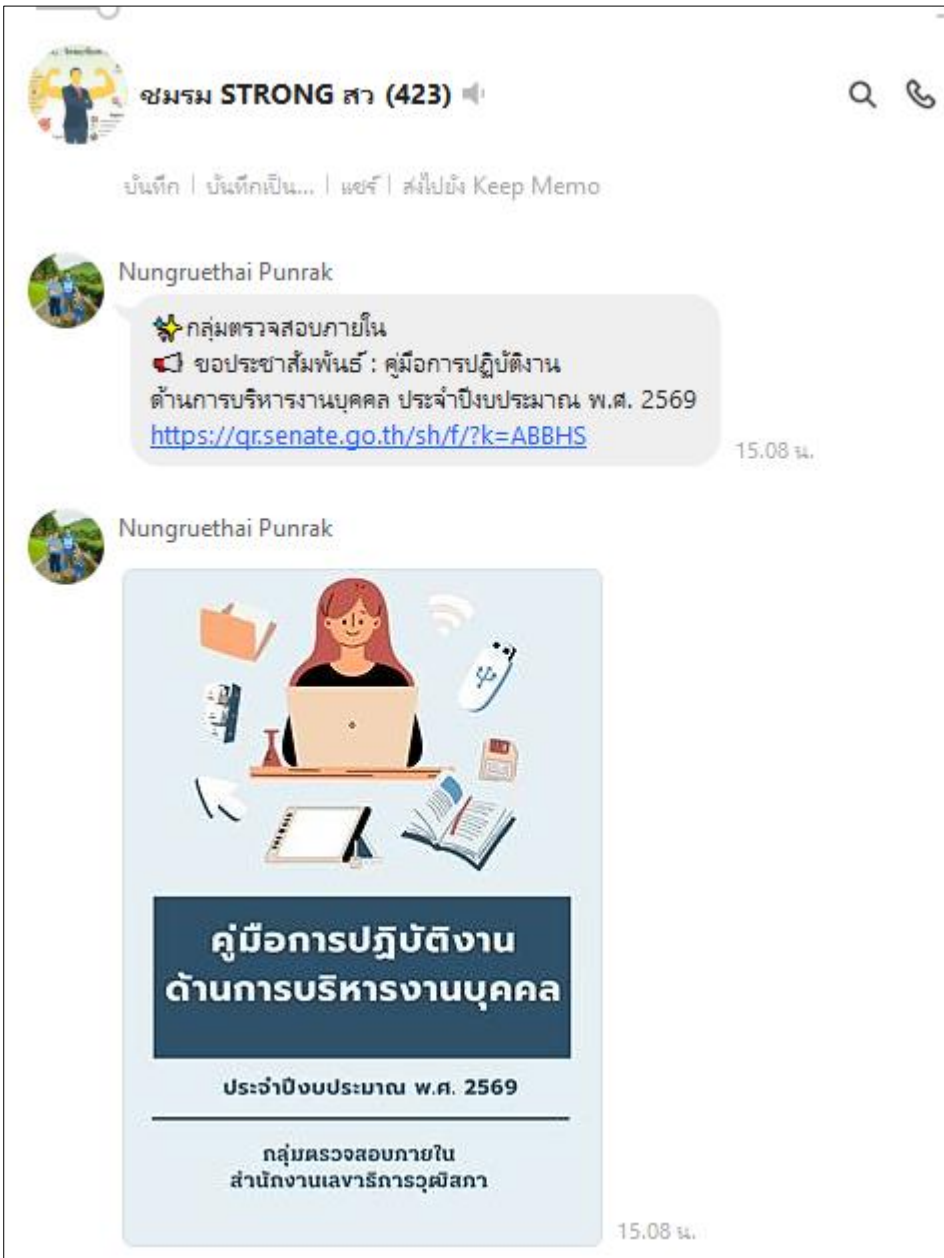 ชมรม STRONG สว (423)
บันทึก | บันทึกเป็น... | แชร์ | ส่งไปยัง Keep Memo
Nungruethai Punrak
กลุ่มตรวจสอบภายใน
ขอประชาสัมพันธ์ : คู่มือการปฏิบัติงาน
ด้านการบริหารงานบุคคล ประจำปีงบประมาณ พ.ศ. 2569
https://qr.senate.go.th/sh/f/?k=ABBHS
15.08 น.
Nungruethai Punrak
คู่มือการปฏิบัติงาน
ด้านการบริหารงานบุคคล
ประจำปีงบประมาณ พ.ศ. 2569
กลุ่มตรวจสอบภายใน
สำนักงานเลขาธิการวุฒิสภา
15.08 น.